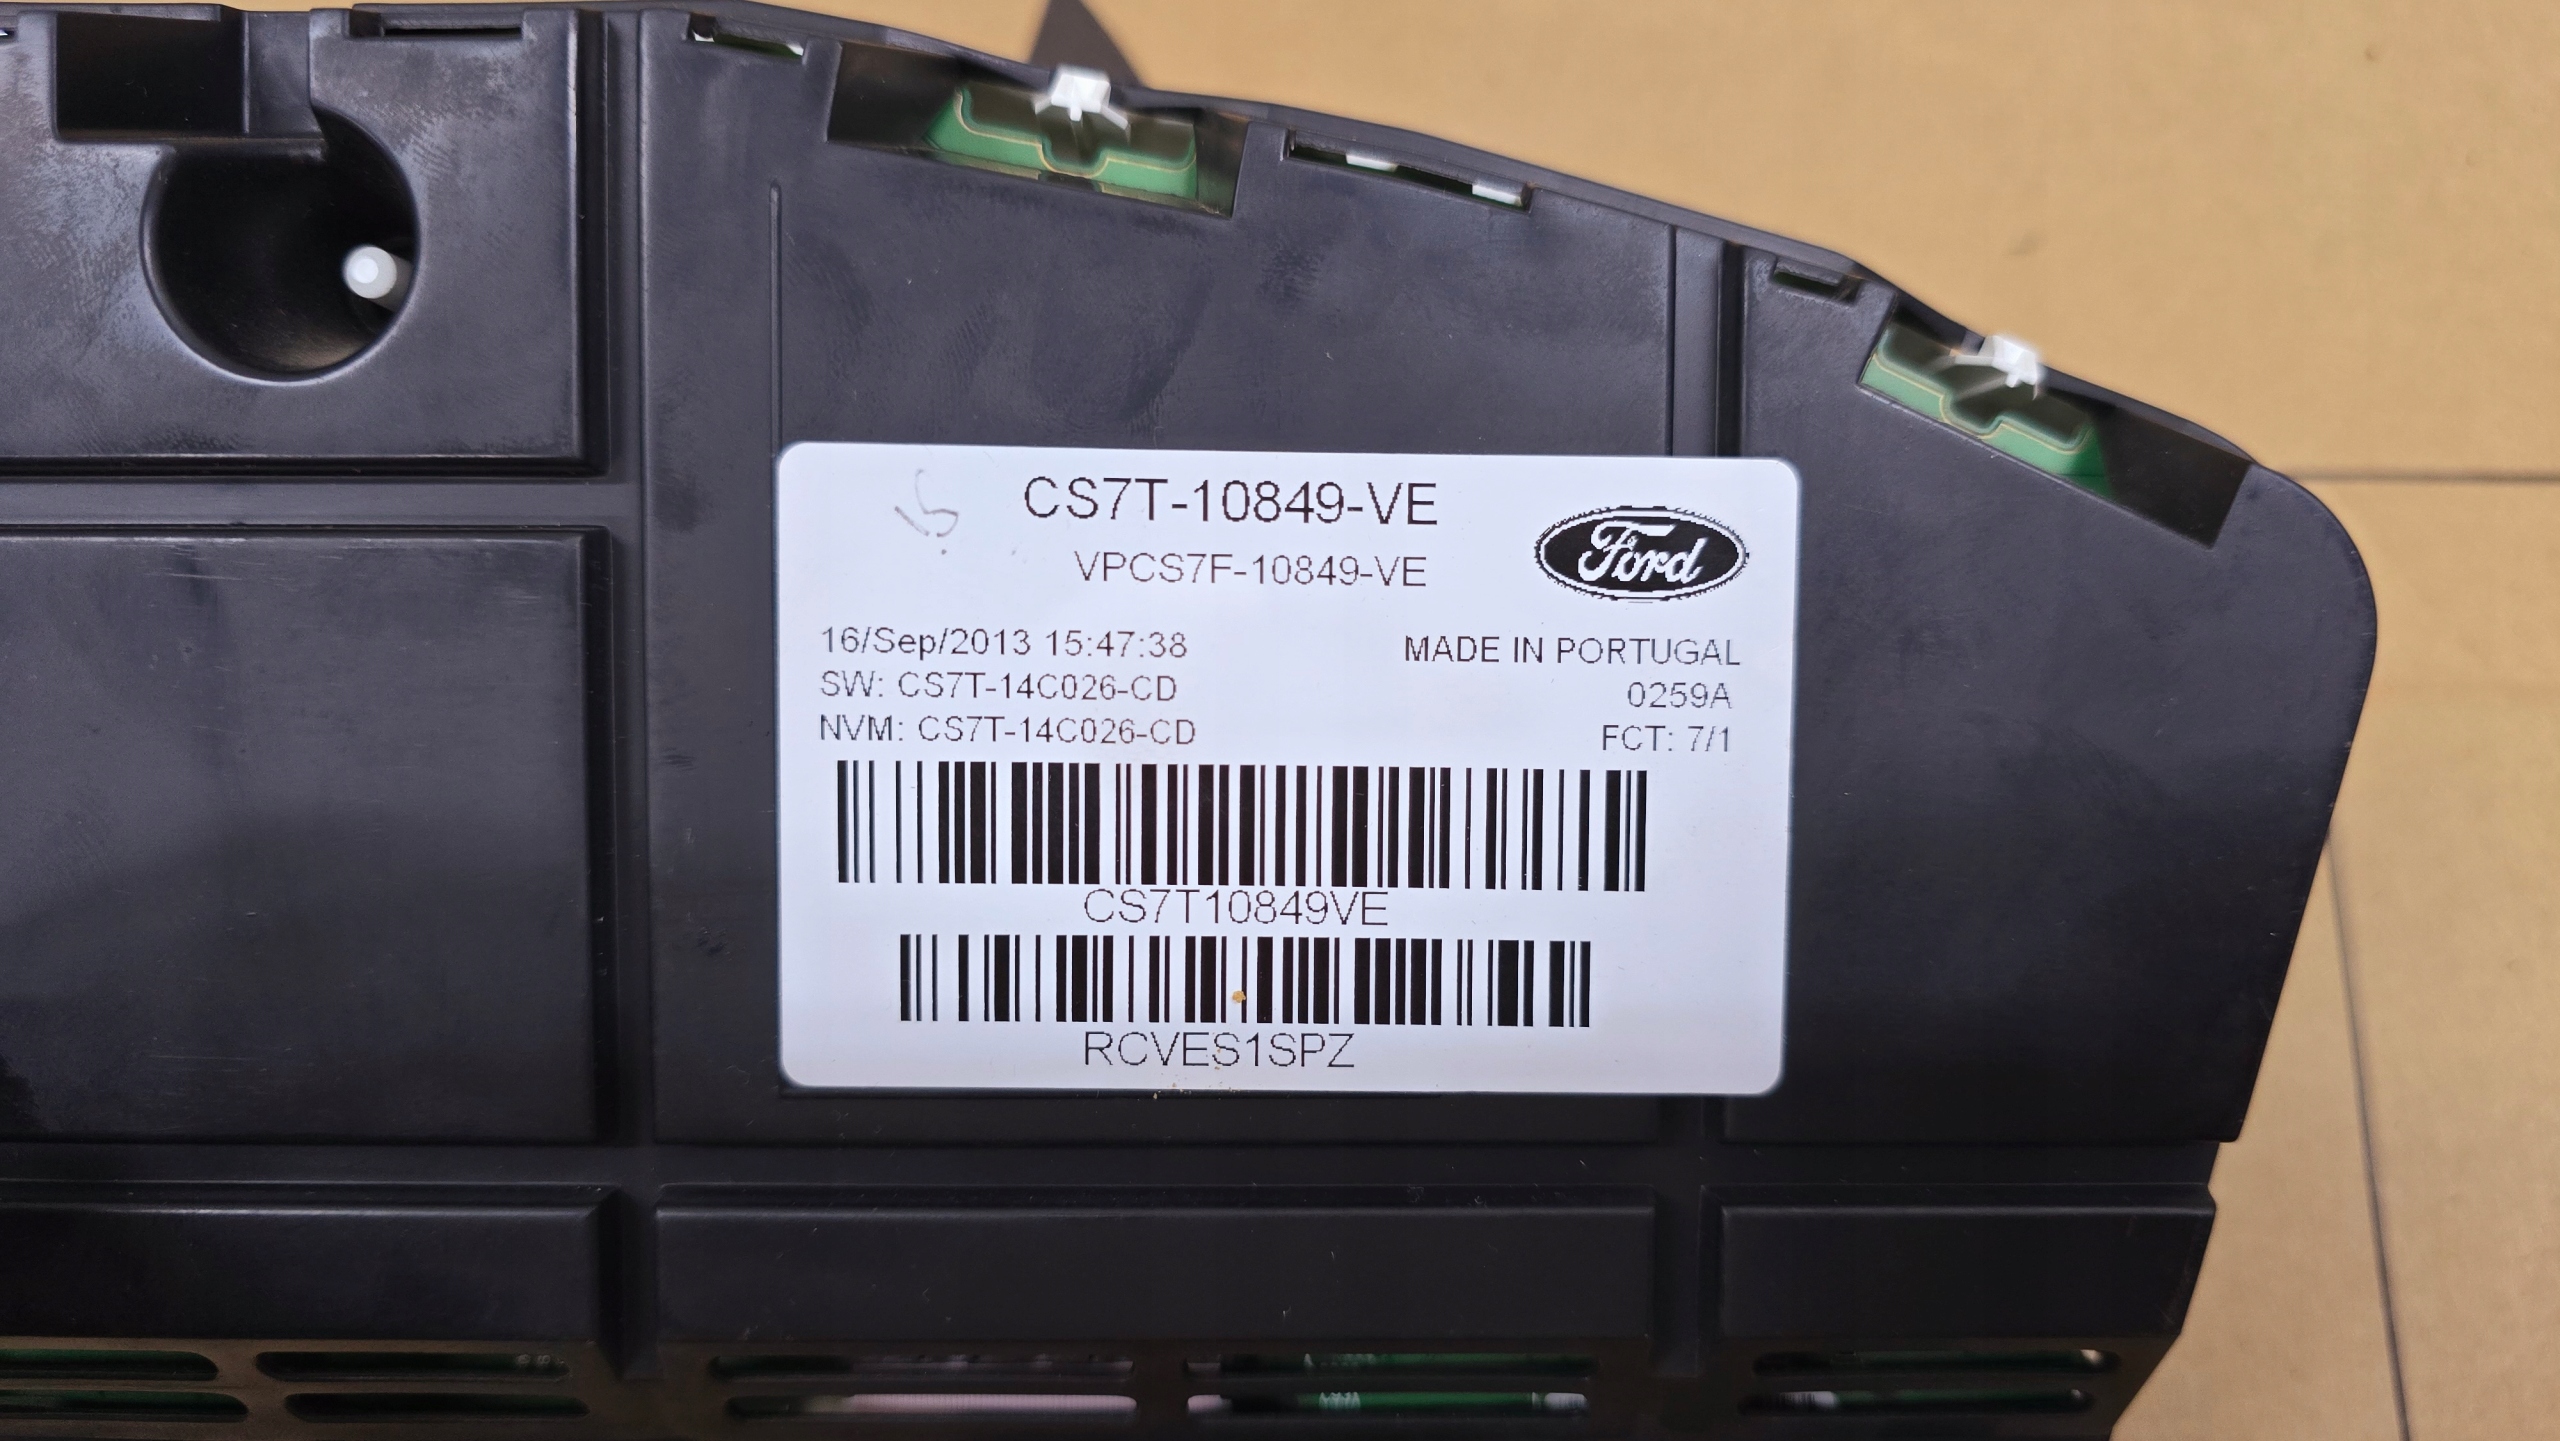 CS7T-10849-VE
VPCS7F-10849-VE
Ford
16/Sep/2013 15:47:38
MADE IN PORTUGAL
SW: CS7T-14C026-CD
0259A
NVM: CS7T-14C026-CD
FCT: 7/1
CS7T10849VE
RCVES1SPZ